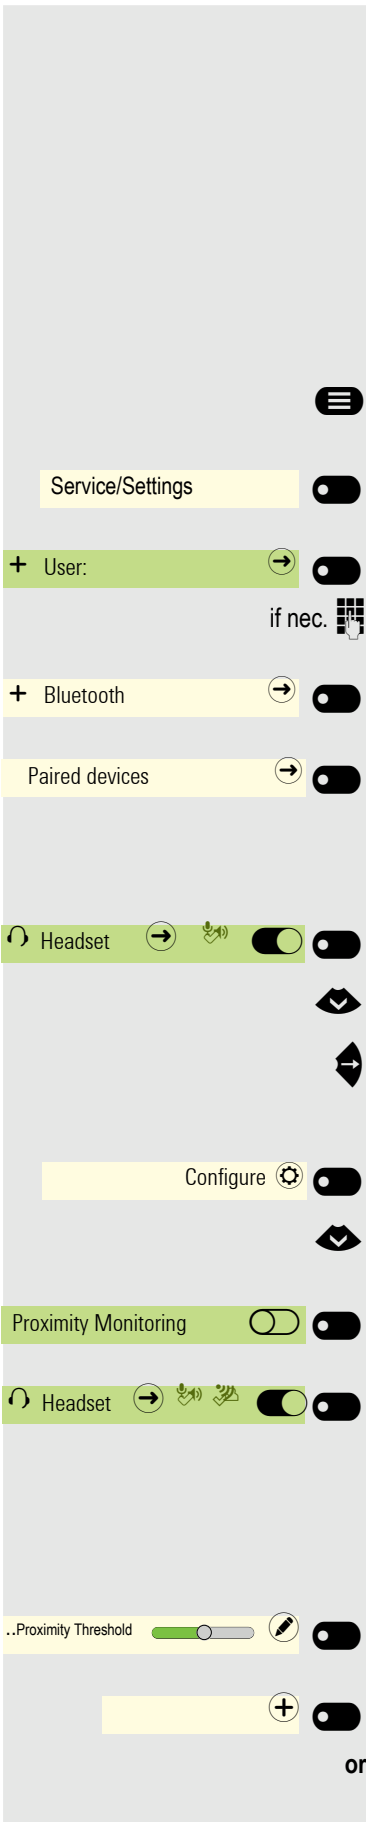 Service/Settings
+ User:
if nec.
+ Bluetooth
Paired devices
Headset
Configure
Proximity Monitoring
Headset
..Proximity Threshold
or